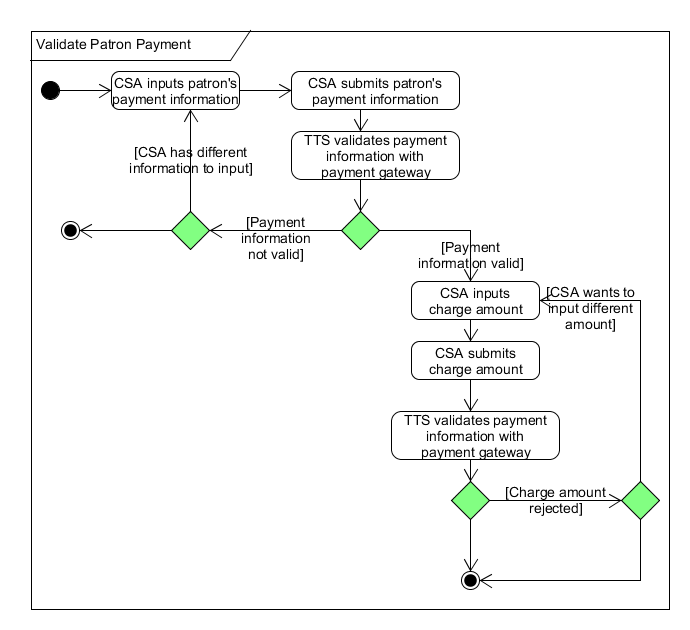 Validate Patron Payment
CSA inputs patron's
payment information
CSA submits patron's
payment information
TTS validates payment
information with
payment gateway
[CSA has different
information to input]
[Payment
information
not valid]
[Payment
information valid]
CSA inputs
charge amount
[CSA wants to
input different
amount]
CSA submits
charge amount
TTS validates payment
information with
payment gateway
[Charge amount
rejected]